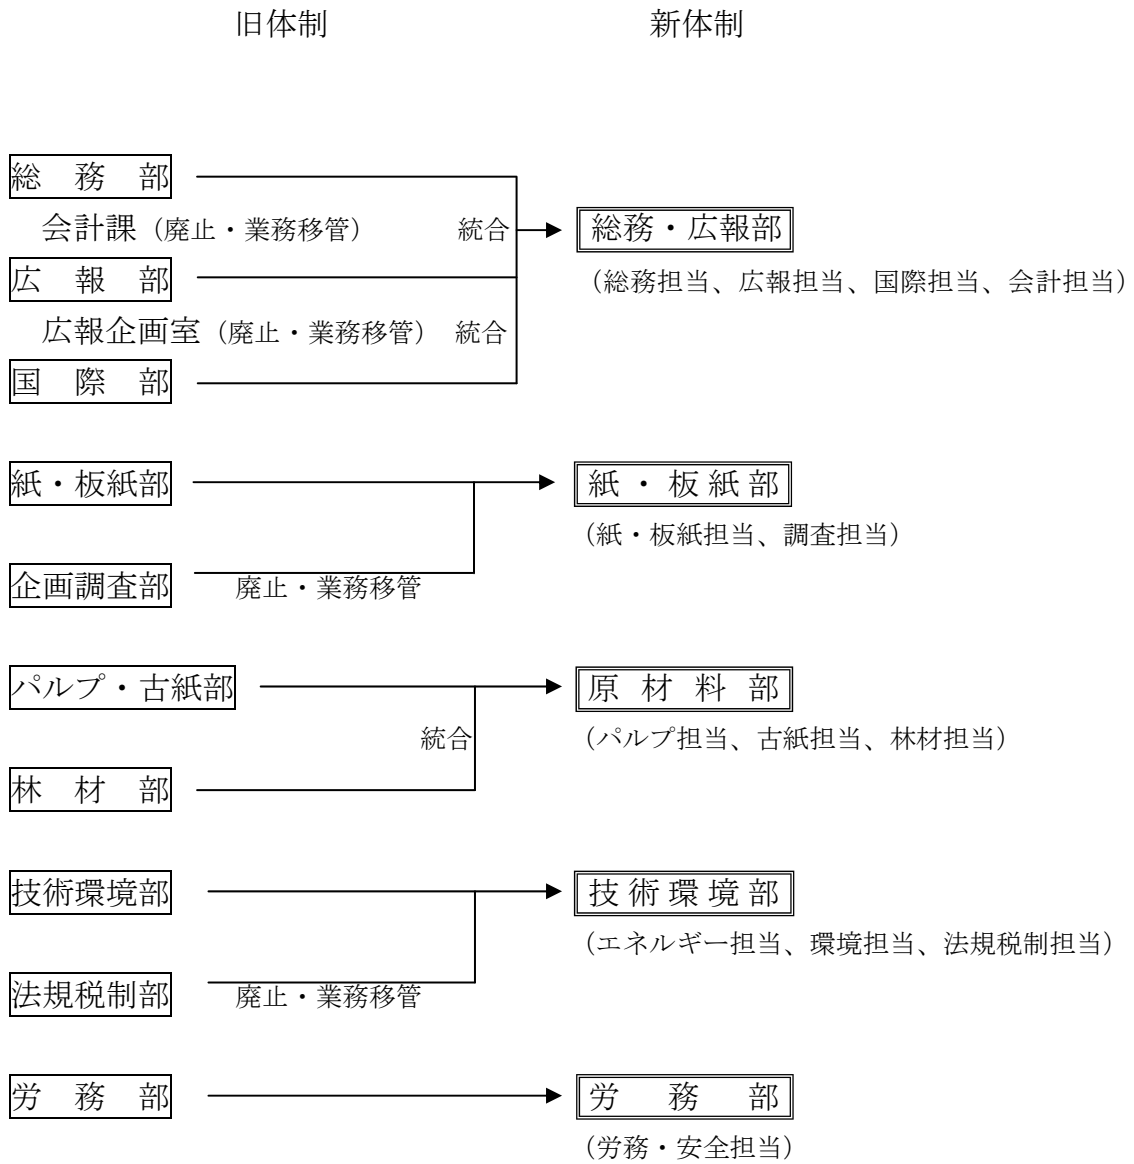 旧体制 新体制
総務部
会計課(廃止・業務移管) 統合 総務・広報部
広報部 (総務担当、広報担当、国際担当、会計担当)
広報企画室(廃止・業務移管) 統合
国際部
紙・板紙部 紙・板紙部
(紙・板紙担当、調査担当)
企画調査部 廃止・業務移管
パルプ・古紙部 原材料部
統合 (パルプ担当、古紙担当、林材担当)
林材部
技術環境部 技術環境部
(エネルギー担当、環境担当、法規税制担当)
法規税制部 廃止・業務移管
労務部 労務部
(労務・安全担当)